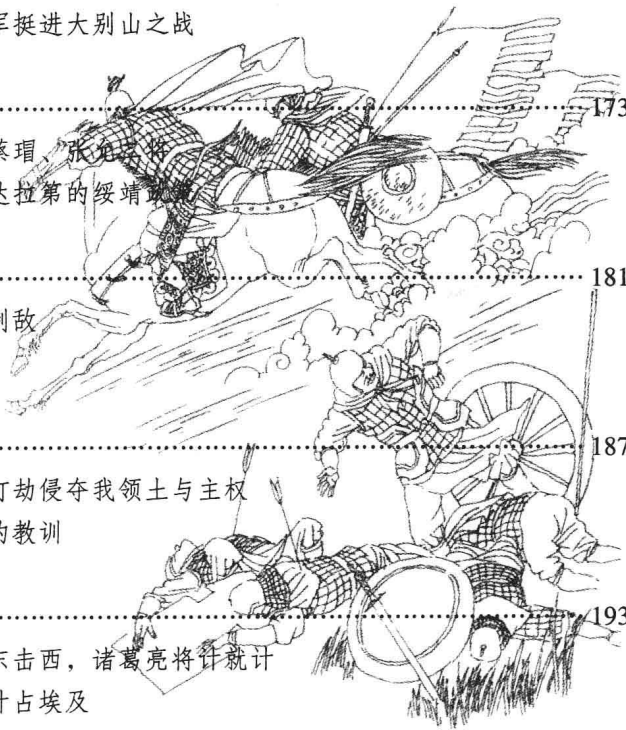 军挺进大别山之战
173
蔡瑁、张允二将
达拉第的绥靖政策
181
制敌
187
打劫侵夺我领土与主权
的教训
193
东击西，诸葛亮将计就计
计占埃及